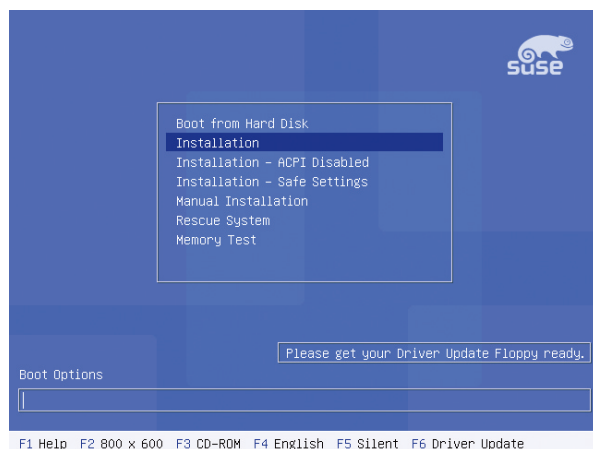 suse
Boot from Hard Disk
Installation
Installation - ACPI Disabled
Installation - Safe Settings
Manual Installation
Rescue System
Memory Test
Please get your Driver Update Floppy ready.
Boot Options
F1 Help F2 800 x 600 F3 CD-ROM F4 English F5 Silent F6 Driver Update